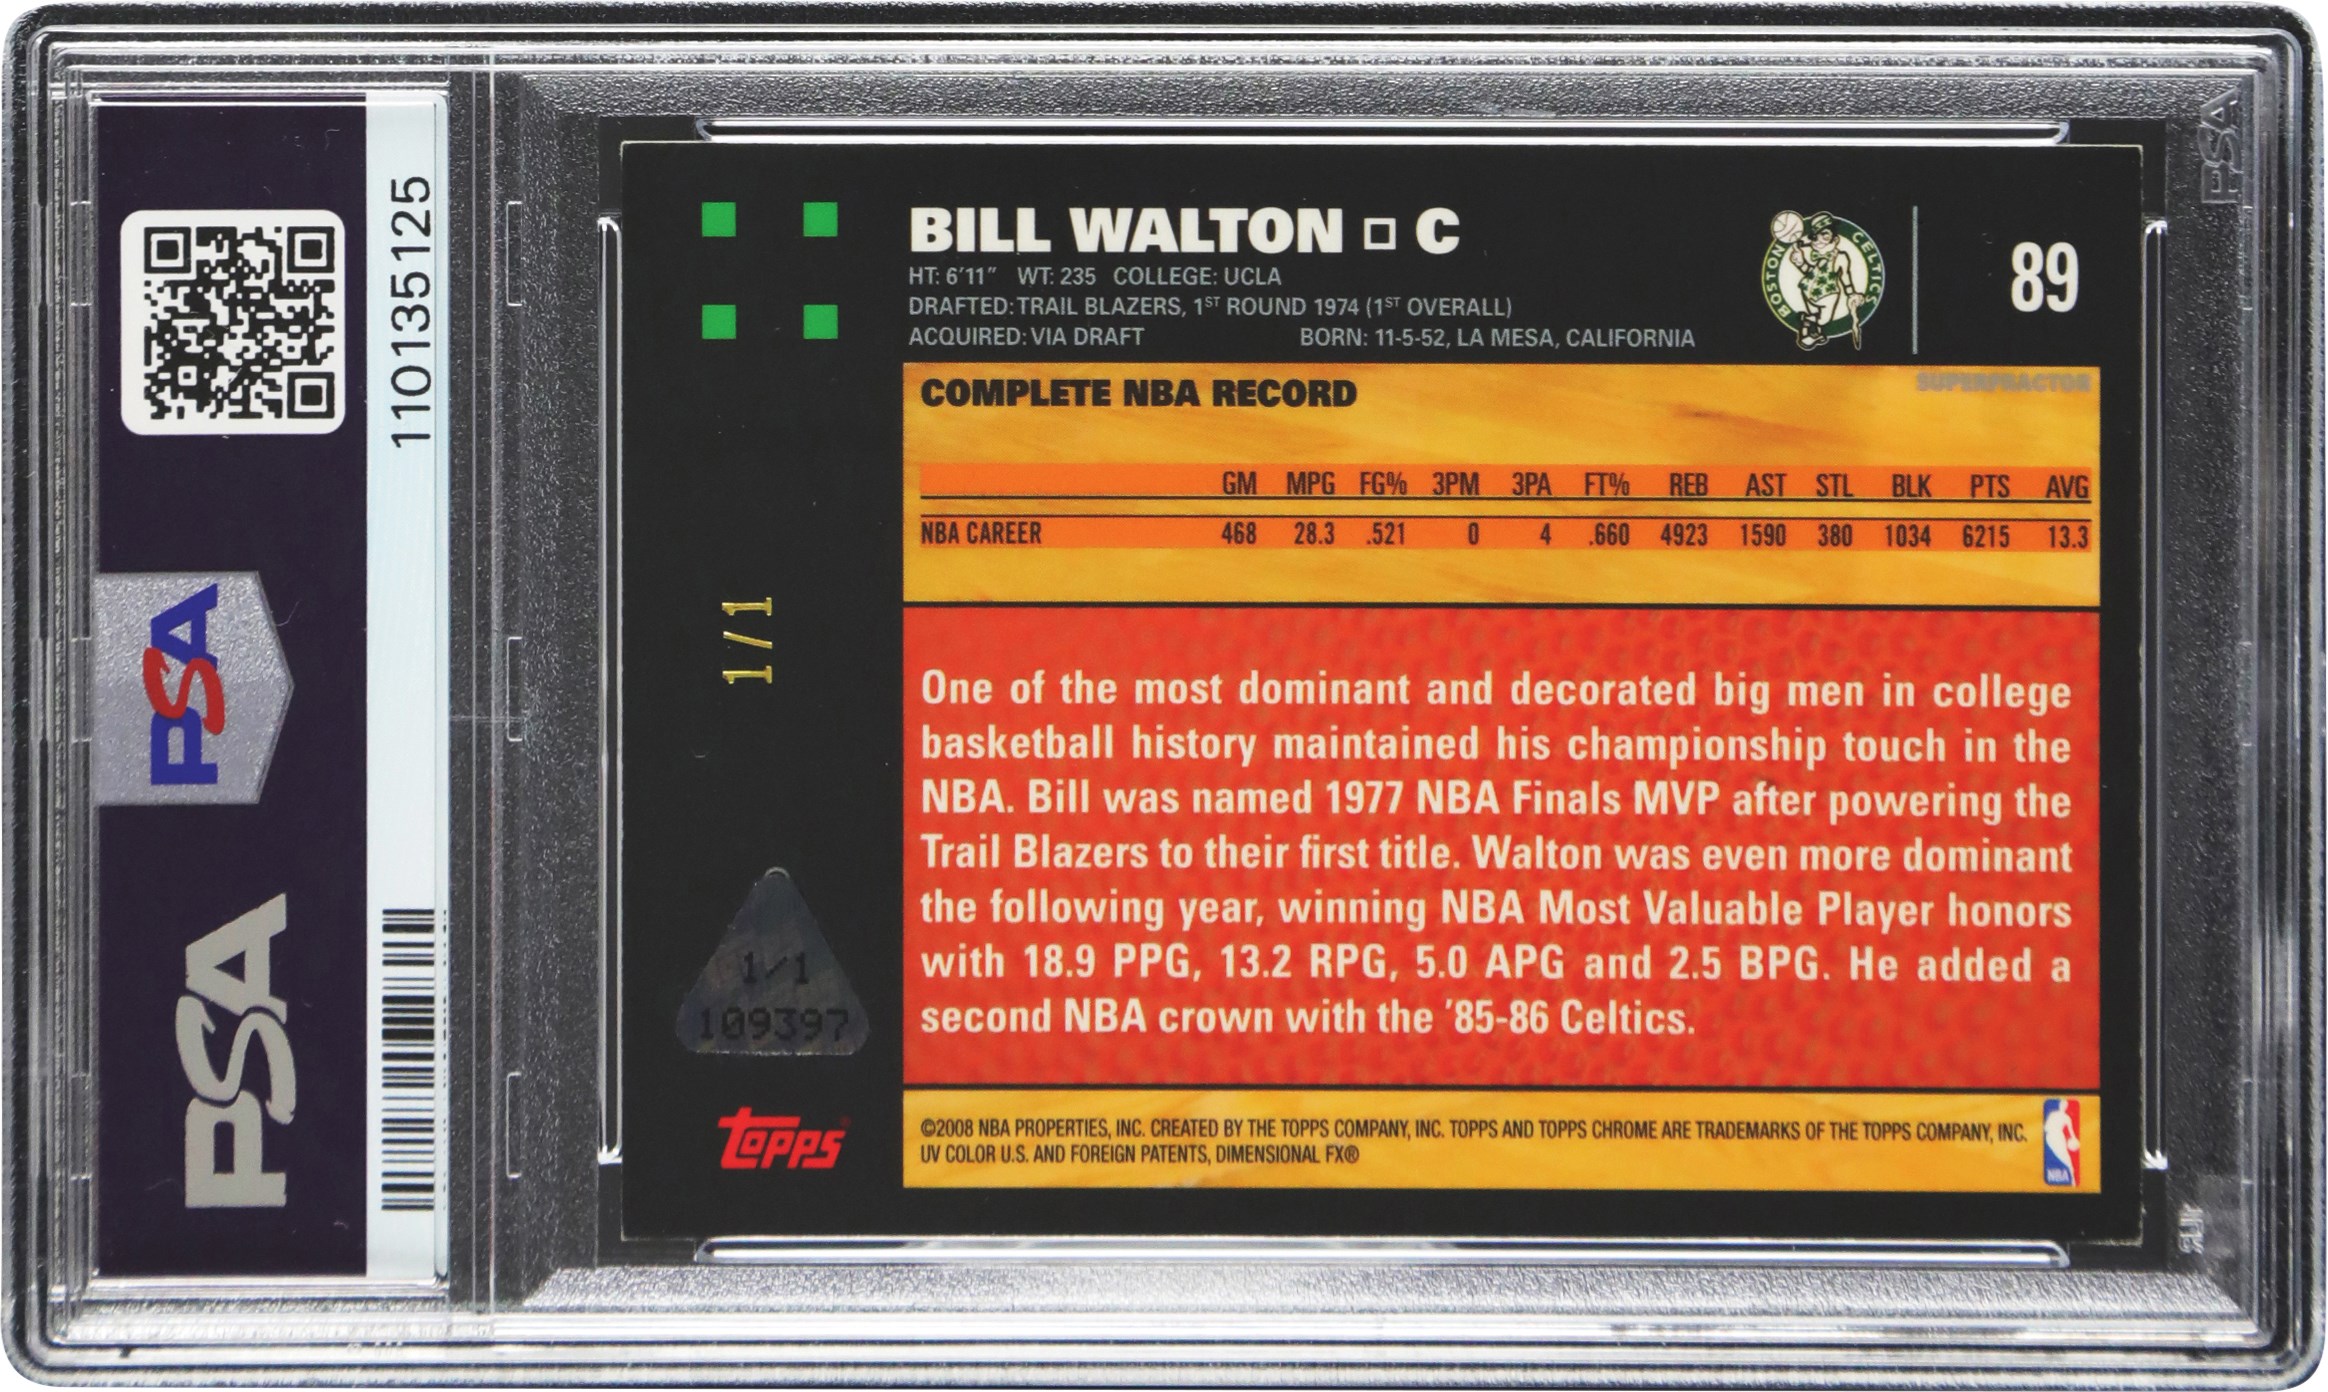 110135125
PSA
PSA
BILL WALTON □ C
HT: 6'11" WT: 235 COLLEGE: UCLA
DRAFTED: TRAIL BLAZERS, 1ST ROUND 1974 (1ST OVERALL)
ACQUIRED: VIA DRAFT BORN: 11-5-52, LA MESA, CALIFORNIA
BOSTON CELTICS
89
SUPERFRACTOR
COMPLETE NBA RECORD
GM MPG FG% 3PM 3PA FT% REB AST STL BLK PTS AVG
NBA CAREER 468 28.3 .521 0 4 .660 4923 1590 380 1034 6215 13.3
1/1
One of the most dominant and decorated big men in college
basketball history maintained his championship touch in the
NBA. Bill was named 1977 NBA Finals MVP after powering the
Trail Blazers to their first title. Walton was even more dominant
the following year, winning NBA Most Valuable Player honors
with 18.9 PPG, 13.2 RPG, 5.0 APG and 2.5 BPG. He added a
second NBA crown with the '85-86 Celtics.
1/1
109397
topps
©2008 NBA PROPERTIES, INC. CREATED BY THE TOPPS COMPANY, INC. TOPPS AND TOPPS CHROME ARE TRADEMARKS OF THE TOPPS COMPANY, INC.
UV COLOR U.S. AND FOREIGN PATENTS, DIMENSIONAL FX®
NBA
PSA